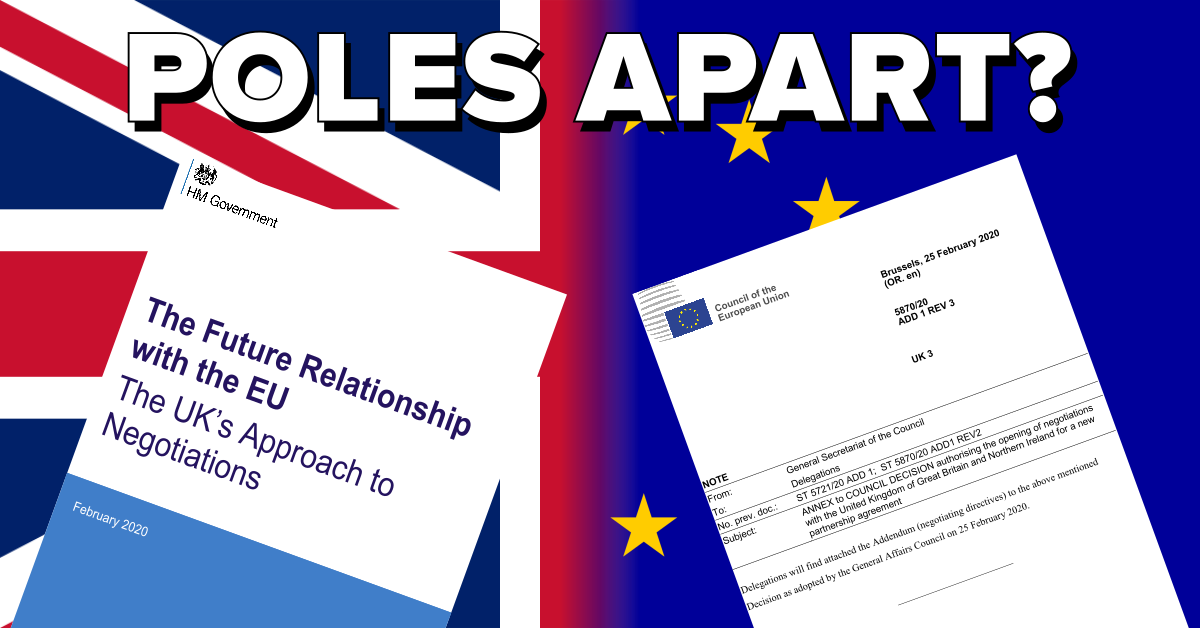 POLES APART?
HM Government
The Future Relationship
with the EU
The UK's Approach to
Negotiations
February 2020
Council of the
European Union
Brussels, 25 February 2020
(OR. en)
5870/20
ADD 1 REV 3
UK 3
NOTE
From: General Secretariat of the Council
To: Delegations
No. prev. doc.: ST 5721/20 ADD 1; ST 5870/20 ADD1 REV2
Subject: ANNEX to COUNCIL DECISION authorising the opening of negotiations
with the United Kingdom of Great Britain and Northern Ireland for a new
partnership agreement
Delegations will find attached the Addendum (negotiating directives) to the above mentioned
Decision as adopted by the General Affairs Council on 25 February 2020.